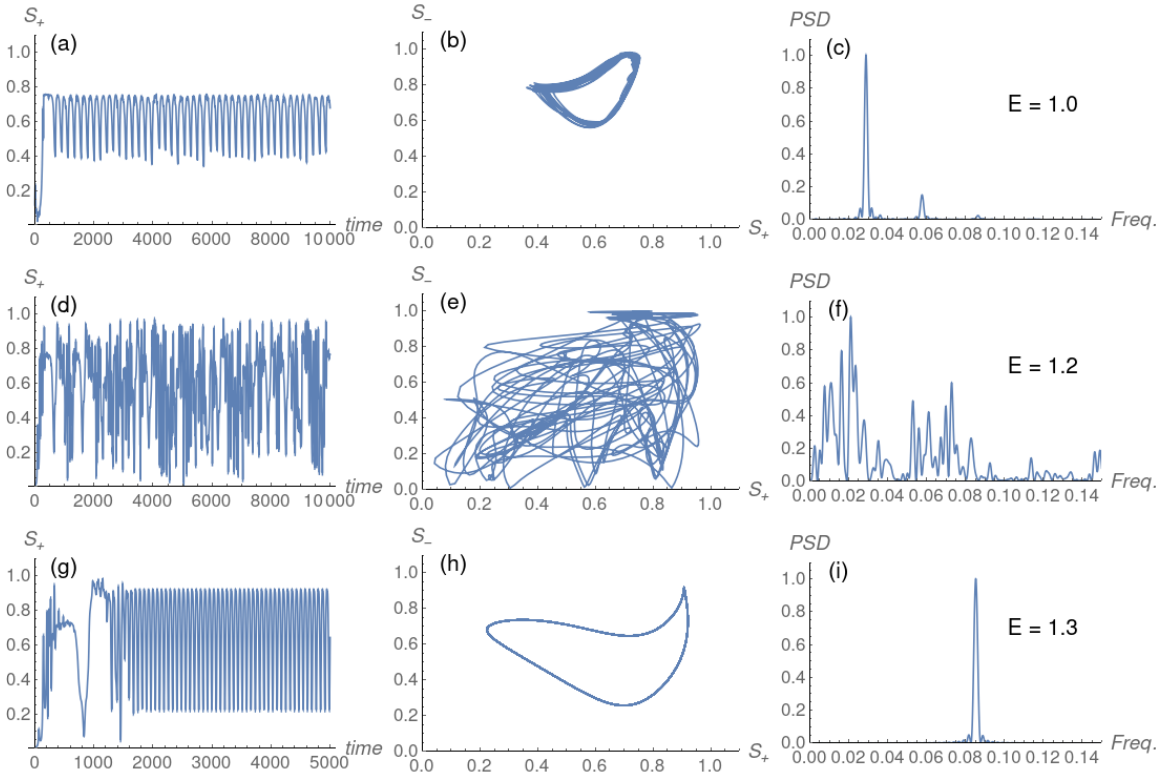 S+
(a)
1.0
0.8
0.6
0.4
0.2
0 2000 4000 6000 8000 10000
time
S−
(b)
1.0
0.8
0.6
0.4
0.2
0.0
0.0 0.2 0.4 0.6 0.8 1.0
S+
PSD
(c)
1.0
0.8
0.6
0.4
0.2
0.0
0.00 0.02 0.04 0.06 0.08 0.10 0.12 0.14
Freq.
E = 1.0
S+
(d)
1.0
0.8
0.6
0.4
0.2
0 2000 4000 6000 8000 10000
time
S−
(e)
1.0
0.8
0.6
0.4
0.2
0.0
0.0 0.2 0.4 0.6 0.8 1.0
S+
PSD
(f)
1.0
0.8
0.6
0.4
0.2
0.0
0.00 0.02 0.04 0.06 0.08 0.10 0.12 0.14
Freq.
E = 1.2
S+
(g)
1.0
0.8
0.6
0.4
0.2
0 1000 2000 3000 4000 5000
time
S−
(h)
1.0
0.8
0.6
0.4
0.2
0.0
0.0 0.2 0.4 0.6 0.8 1.0
S+
PSD
(i)
1.0
0.8
0.6
0.4
0.2
0.0
0.00 0.02 0.04 0.06 0.08 0.10 0.12 0.14
Freq.
E = 1.3